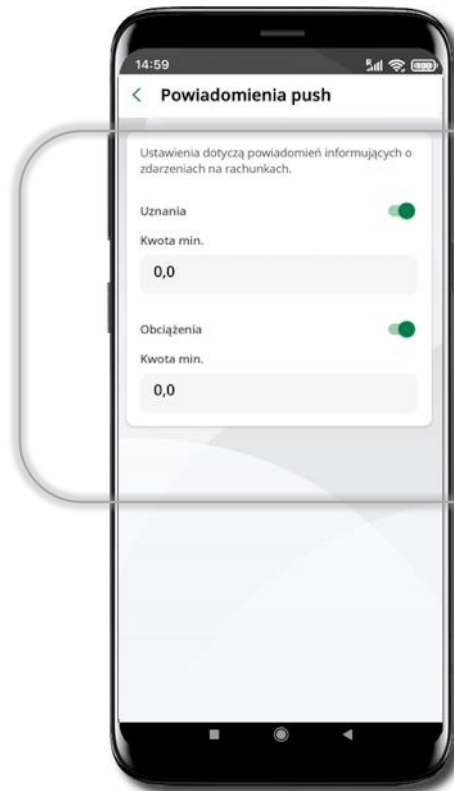 14:59
Powiadomienia push
Ustawienia dotyczą powiadomień informujących o
zdarzeniach na rachunkach.
Uznania
Kwota min.
0,0
Obciążenia
Kwota min.
0,0